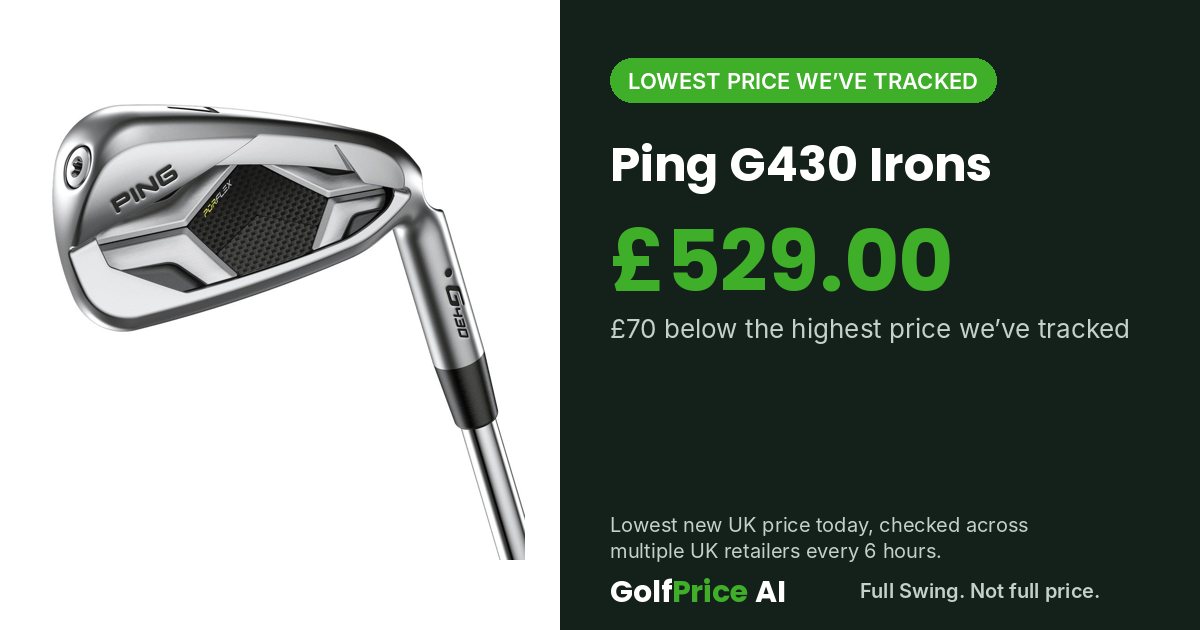 PING
PŌRFLEX
G430
LOWEST PRICE WE’VE TRACKED
Ping G430 Irons
£529.00
£70 below the highest price we’ve tracked
Lowest new UK price today, checked across
multiple UK retailers every 6 hours.
GolfPrice AI
Full Swing. Not full price.